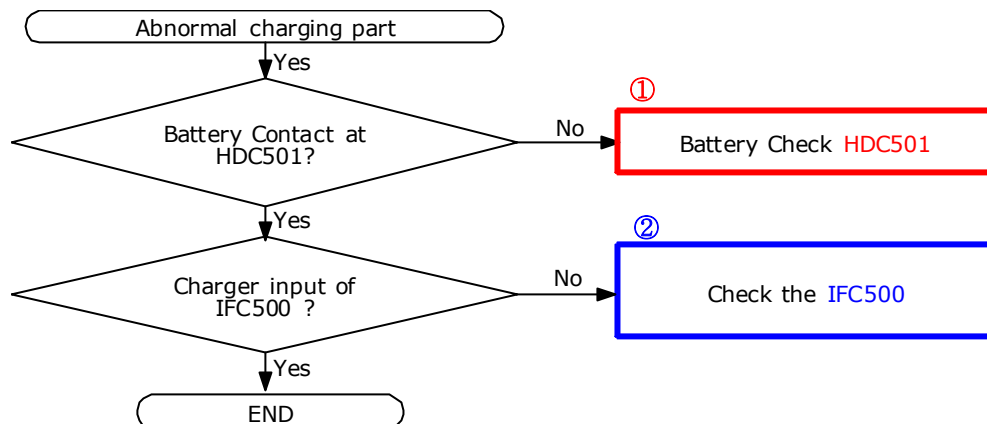 Abnormal charging part
Yes
①
Battery Contact at
HDC501?
No
Battery Check HDC501
Yes
②
Charger input of
IFC500 ?
No
Check the IFC500
Yes
END